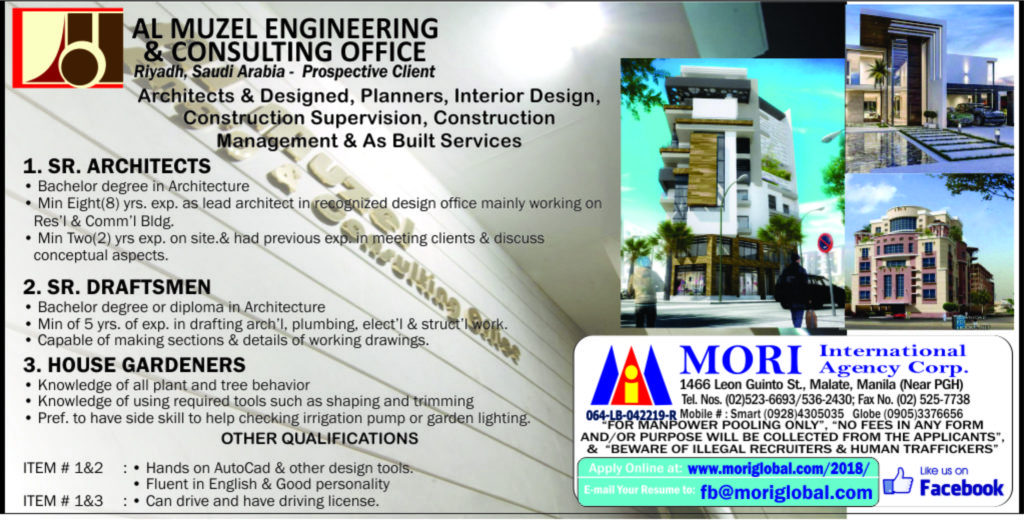 AL MUZEL ENGINEERING
& CONSULTING OFFICE
Riyadh, Saudi Arabia - Prospective Client
Architects & Designed, Planners, Interior Design,
Construction Supervision, Construction
Management & As Built Services
1. SR. ARCHITECTS
• Bachelor degree in Architecture
• Min Eight(8) yrs. exp. as lead architect in recognized design office mainly working on
Res'l & Comm'l Bldg.
• Min Two(2) yrs exp. on site.& had previous exp. in meeting clients & discuss
conceptual aspects.
2. SR. DRAFTSMEN
• Bachelor degree or diploma in Architecture
• Min of 5 yrs. of exp. in drafting arch'l, plumbing, elect'l & struct'l work.
• Capable of making sections & details of working drawings.
3. HOUSE GARDENERS
• Knowledge of all plant and tree behavior
• Knowledge of using required tools such as shaping and trimming
• Pref. to have side skill to help checking irrigation pump or garden lighting.
OTHER QUALIFICATIONS
ITEM # 1&2 : • Hands on AutoCad & other design tools.
• Fluent in English & Good personality
ITEM # 1&3 : • Can drive and have driving license.
MORI International
Agency Corp.
1466 Leon Guinto St., Malate, Manila (Near PGH)
Tel. Nos. (02)523-6693/536-2430; Fax No. (02) 525-7738
064-LB-042219-R Mobile # : Smart (0928)4305035 Globe (0905)3376656
"FOR MANPOWER POOLING ONLY", "NO FEES IN ANY FORM
AND/OR PURPOSE WILL BE COLLECTED FROM THE APPLICANTS",
& "BEWARE OF ILLEGAL RECRUITERS & HUMAN TRAFFICKERS"
Apply Online at: www.moriglobal.com/2018/
E-mail Your Resume to: fb@moriglobal.com
Like us on
Facebook